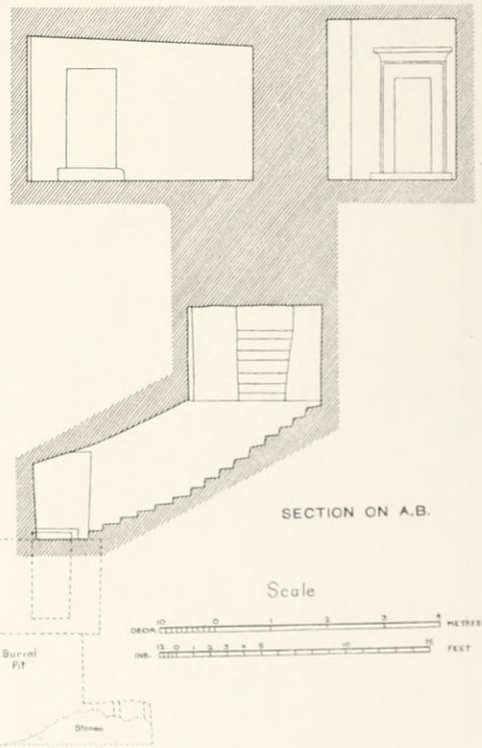 SECTION ON A.B.
Scale
DECIM. 10 0 1 2 3 4 METRES
INS. 12 0 1 2 3 4 5 10 15 FEET
Burial
Pit
Stones